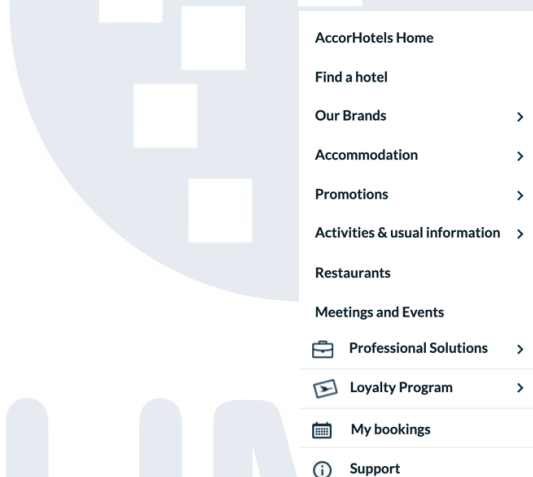 AccorHotels Home
Find a hotel
Our Brands
Accommodation
Promotions
Activities & usual information
Restaurants
Meetings and Events
Professional Solutions
Loyalty Program
My bookings
Support